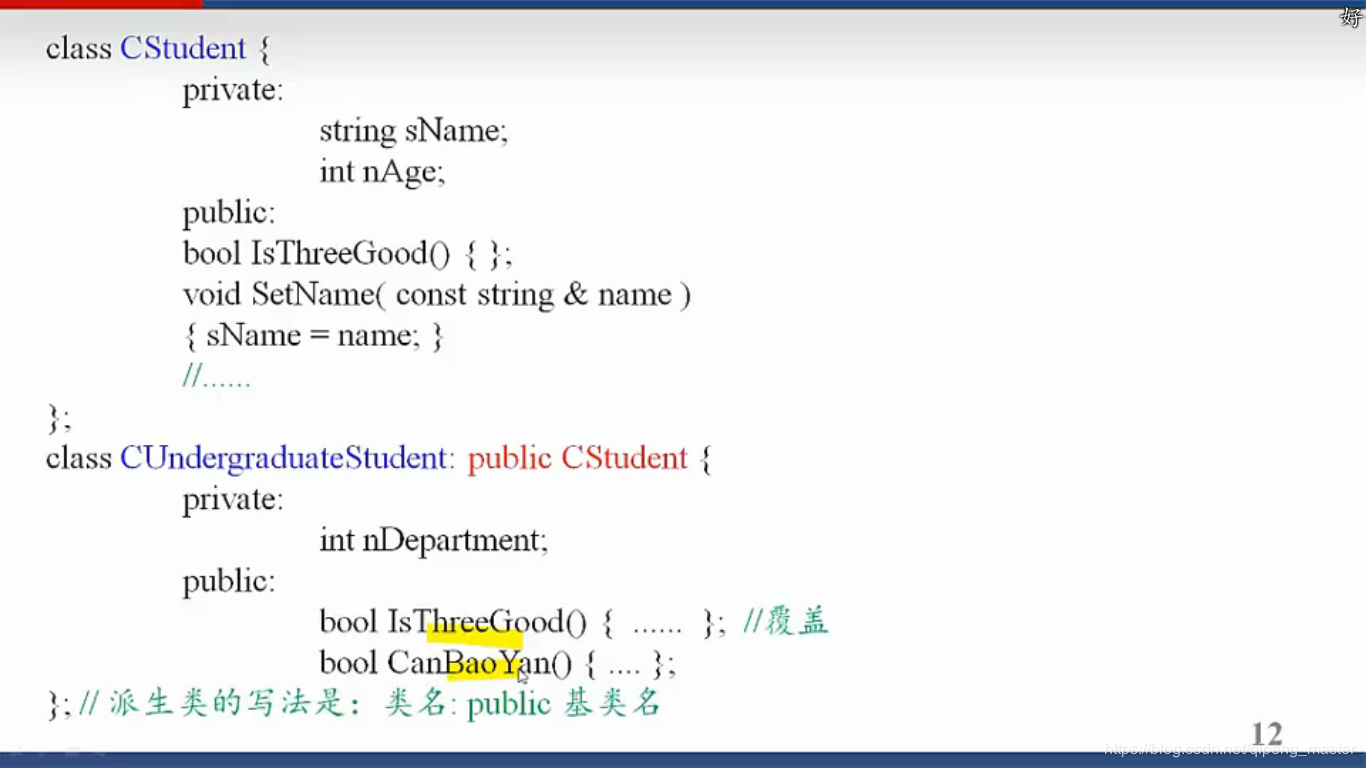 好
class CStudent {
private:
string sName;
int nAge;
public:
bool IsThreeGood() { };
void SetName( const string & name )
{ sName = name; }
//......
};
class CUndergraduateStudent: public CStudent {
private:
int nDepartment;
public:
bool IsThreeGood() { ...... }; //覆盖
bool CanBaoYan() { .... };
}; // 派生类的写法是：类名: public 基类名
12
https://blog.csdn.net/qipeng_master